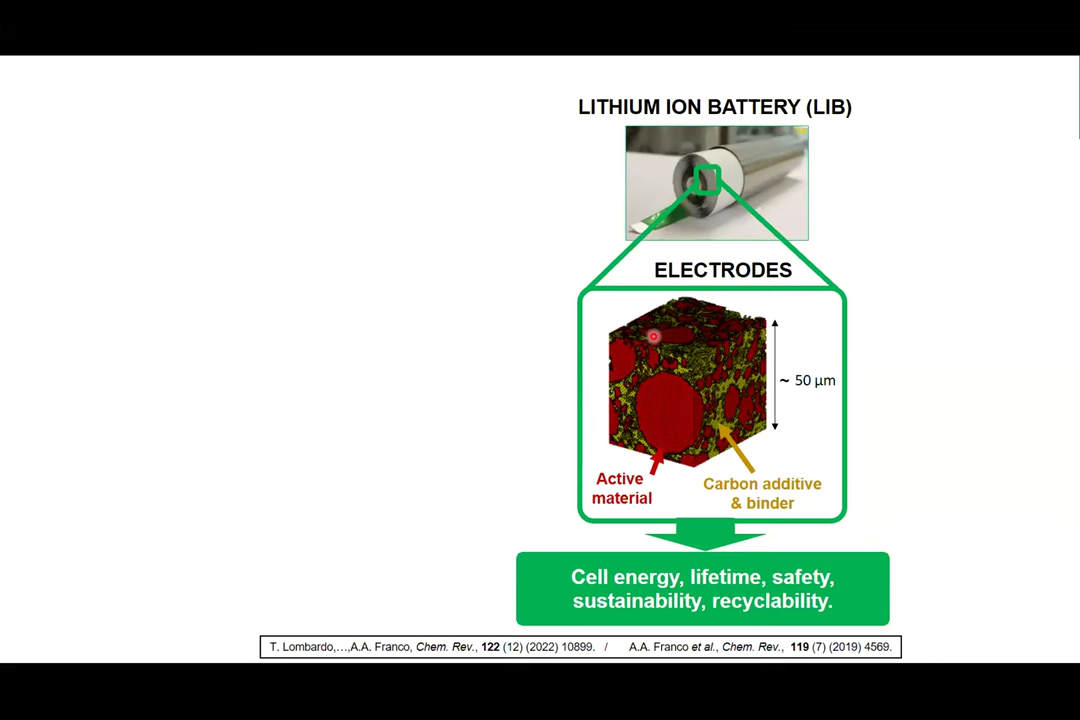 LITHIUM ION BATTERY (LIB)
ELECTRODES
~ 50 µm
Active
material
Carbon additive
& binder
Cell energy, lifetime, safety,
sustainability, recyclability.
T. Lombardo,…,A.A. Franco, Chem. Rev., 122 (12) (2022) 10899. / A.A. Franco et al., Chem. Rev., 119 (7) (2019) 4569.